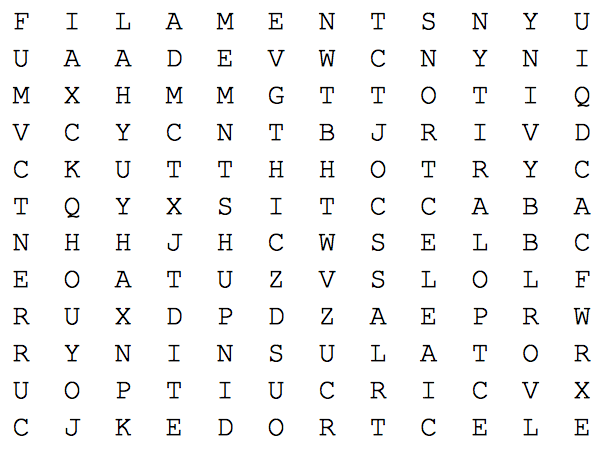 F I L A M E N T S N Y U
U A A D E V W C N Y N I
M X H M M G T T O T I Q
V C Y C N T B J R I V D
C K U T T H H O T R Y C
T Q Y X S I T C C A B A
N H H J H C W S E L B C
E O A T U Z V S L O L F
R U X D P D Z A E P R W
R Y N I N S U L A T O R
U O P T I U C R I C V X
C J K E D O R T C E L E